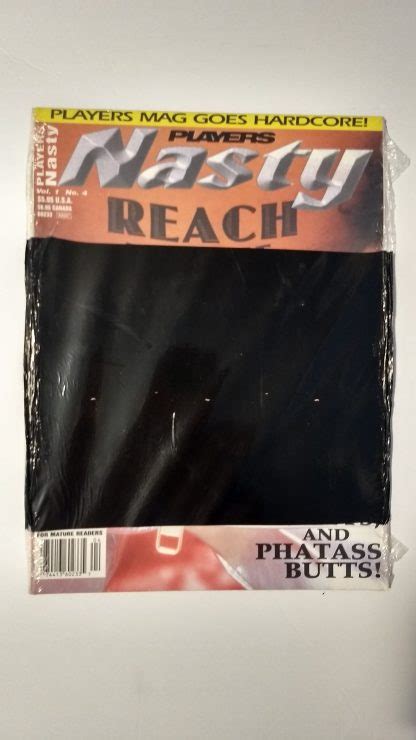 PLAYERS MAG GOES HARDCORE!
PLAYERS
Nasty
PLAYERS
Nasty
Vol. 1 No. 4
$5.95 U.S.A.
$6.95 CANADA
REACH
FOR MATURE READERS
AND
PHATASS
BUTTS!